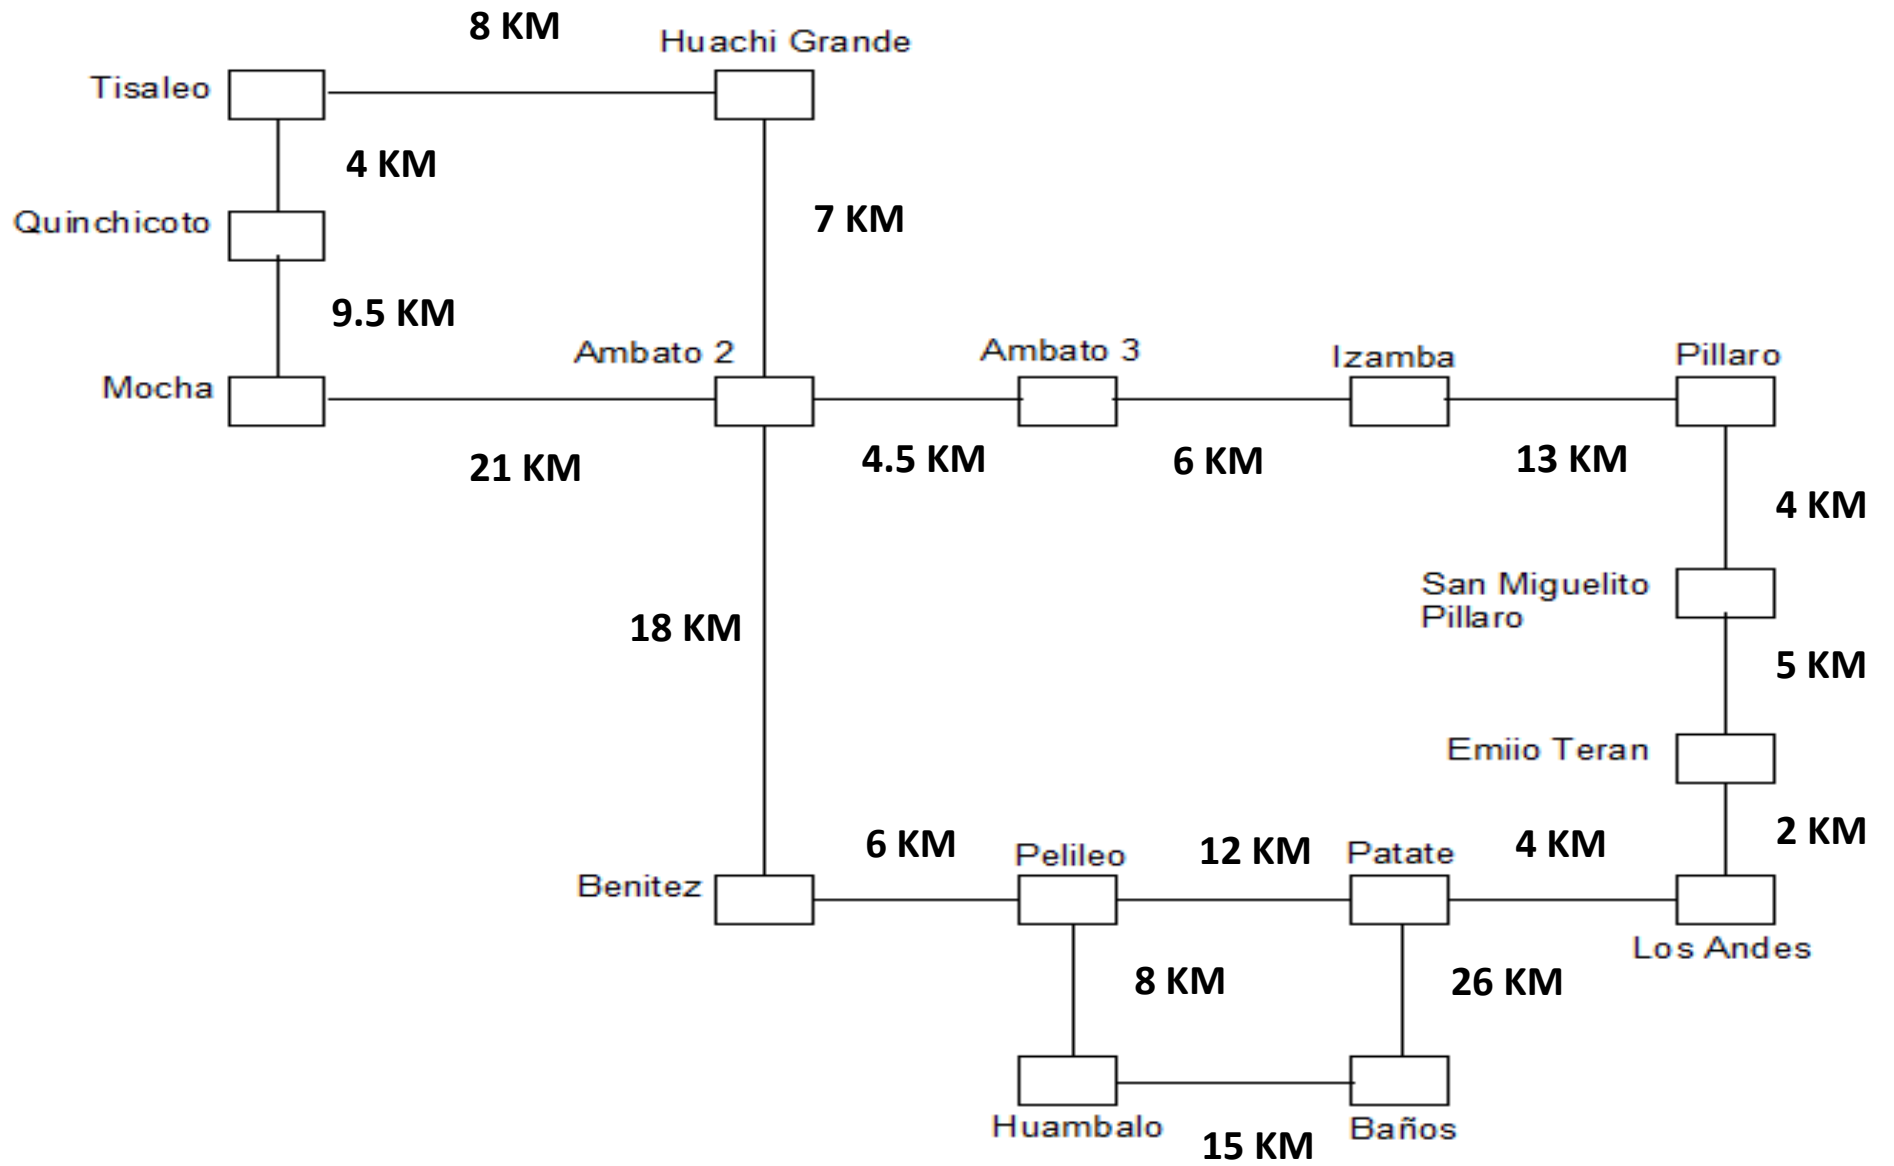 8 KM
Huachi Grande
Tisaleo
4 KM
Quinchicoto
7 KM
9.5 KM
Ambato 2
Ambato 3
Izamba
Pillaro
Mocha
21 KM
4.5 KM
6 KM
13 KM
4 KM
San Miguelito
Pillaro
18 KM
5 KM
Emiio Teran
6 KM
Pelileo
12 KM
Patate
4 KM
2 KM
Benitez
Los Andes
8 KM
26 KM
Huambalo
15 KM
Baños